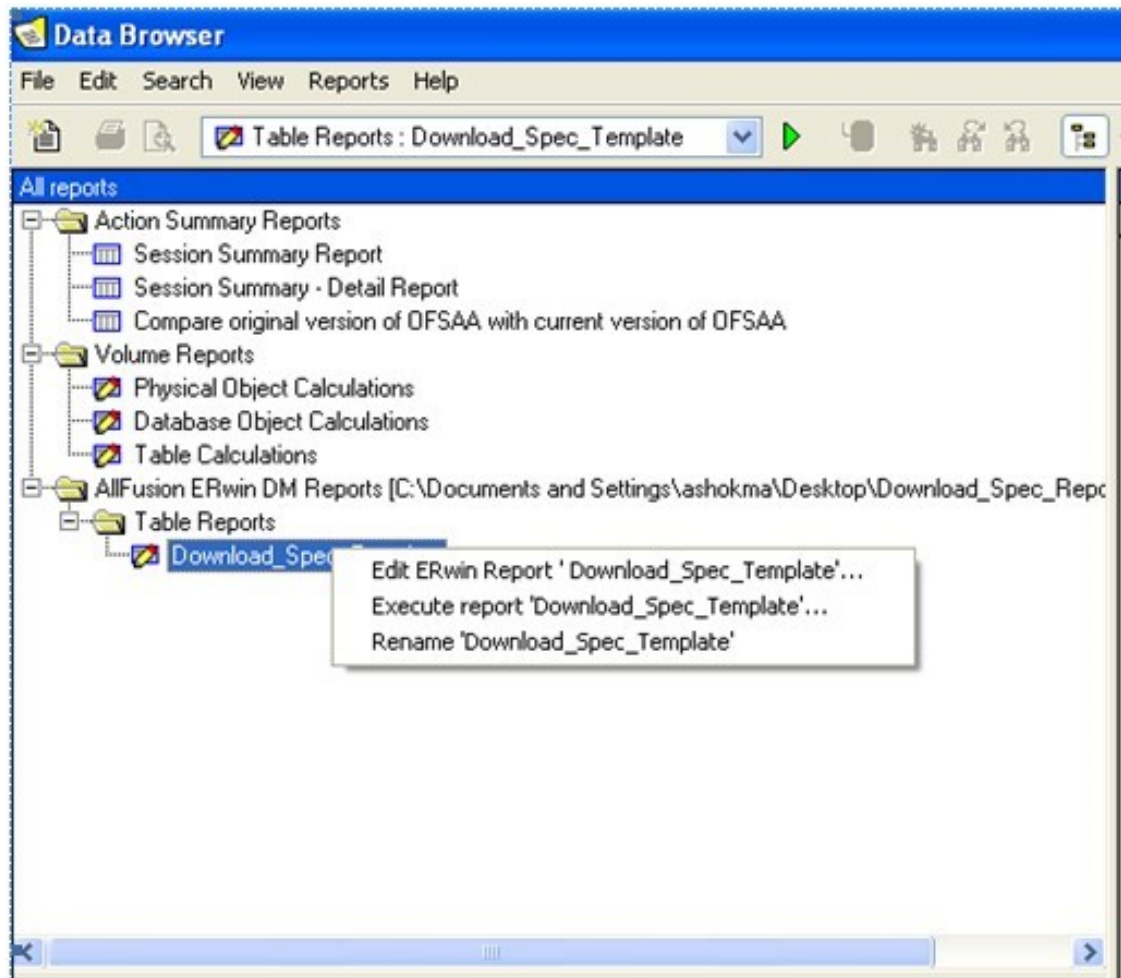 Data Browser
File Edit Search View Reports Help
Table Reports : Download_Spec_Template
All reports
Action Summary Reports
Session Summary Report
Session Summary - Detail Report
Compare original version of OFSAA with current version of OFSAA
Volume Reports
Physical Object Calculations
Database Object Calculations
Table Calculations
AllFusion ERwin DM Reports [C:\Documents and Settings\ashokma\Desktop\Download_Spec_Repo
Table Reports
Download_Spec
Edit ERwin Report ' Download_Spec_Template'...
Execute report 'Download_Spec_Template'...
Rename 'Download_Spec_Template'